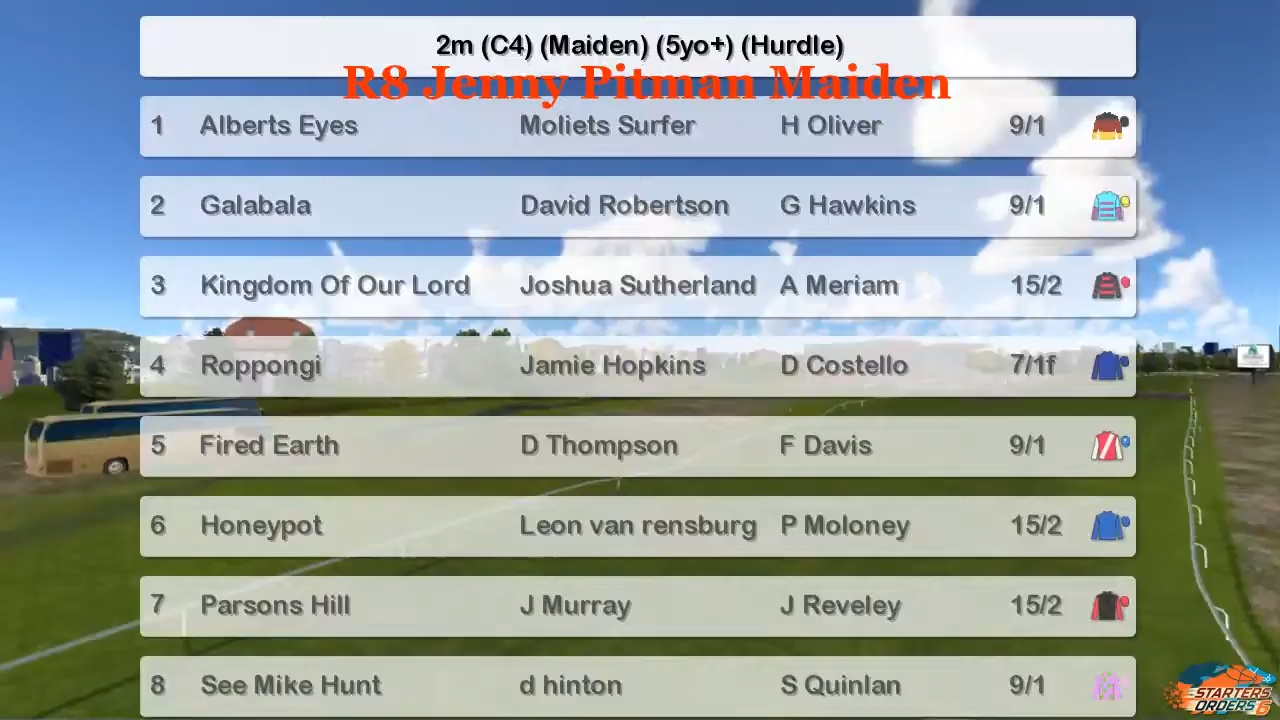 2m (C4) (Maiden) (5yo+) (Hurdle)
R8 Jenny Pitman Maiden
1 Alberts Eyes Moliets Surfer H Oliver 9/1
2 Galabala David Robertson G Hawkins 9/1
3 Kingdom Of Our Lord Joshua Sutherland A Meriam 15/2
4 Roppongi Jamie Hopkins D Costello 7/1f
5 Fired Earth D Thompson F Davis 9/1
6 Honeypot Leon van rensburg P Moloney 15/2
7 Parsons Hill J Murray J Reveley 15/2
8 See Mike Hunt d hinton S Quinlan 9/1
STARTERS
ORDERS 6